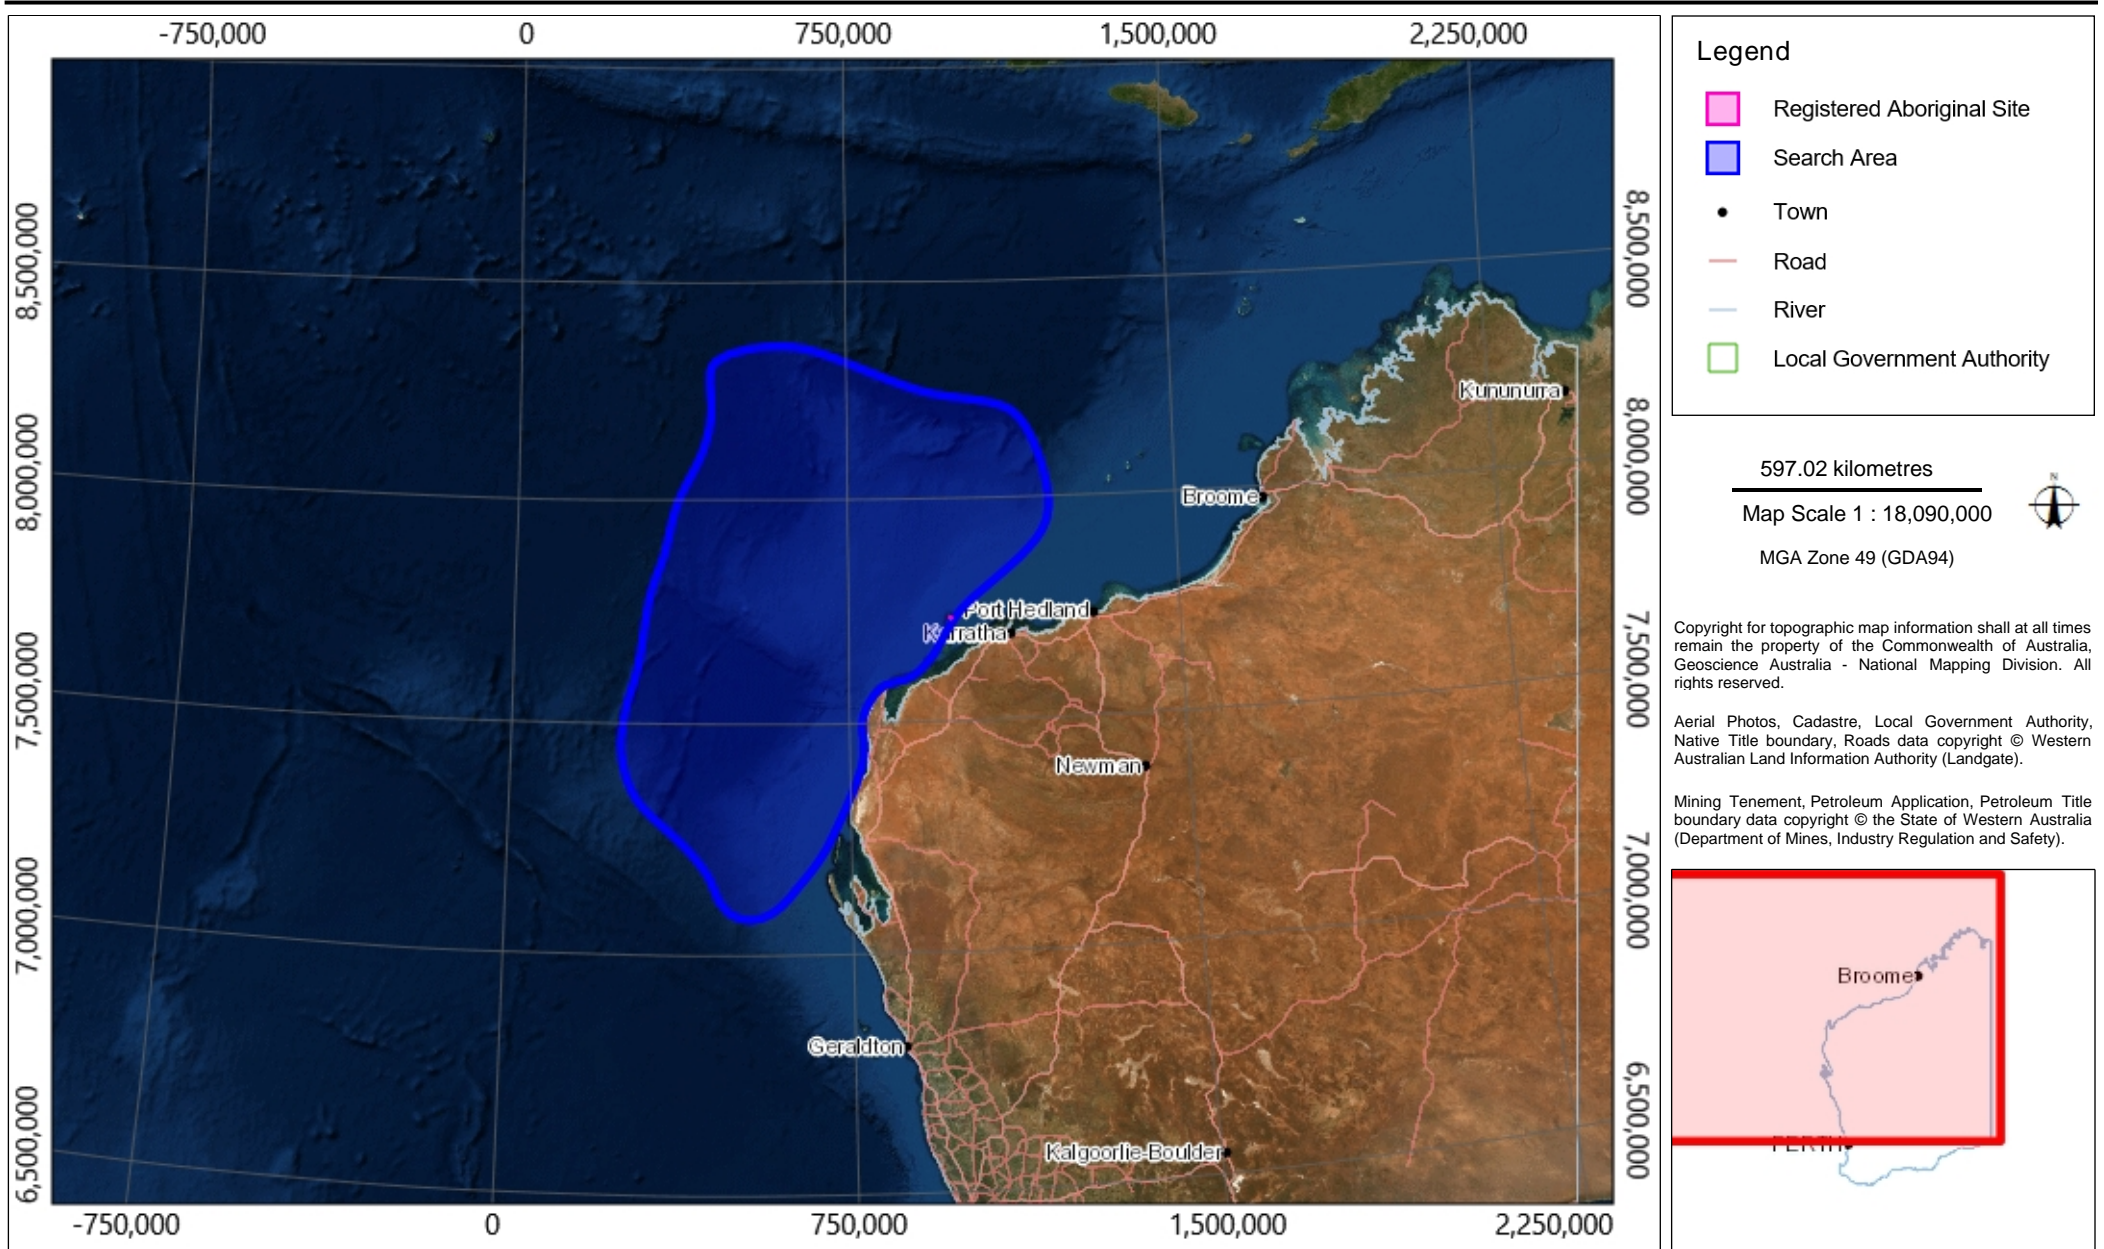 -750,000 0 750,000 1,500,000 2,250,000
8,500,000
8,000,000
7,500,000
7,000,000
6,500,000
Kununurra
Broome
Port Hedland
Karratha
Newman
Geraldton
Kalgoorlie-Boulder
8,500,000
8,000,000
7,500,000
7,000,000
6,500,000
-750,000 0 750,000 1,500,000 2,250,000
Legend
Registered Aboriginal Site
Search Area
Town
Road
River
Local Government Authority
597.02 kilometres
N
Map Scale 1 : 18,090,000
MGA Zone 49 (GDA94)
Copyright for topographic map information shall at all times
remain the property of the Commonwealth of Australia,
Geoscience Australia - National Mapping Division. All
rights reserved.
Aerial Photos, Cadastre, Local Government Authority,
Native Title boundary, Roads data copyright © Western
Australian Land Information Authority (Landgate).
Mining Tenement, Petroleum Application, Petroleum Title
boundary data copyright © the State of Western Australia
(Department of Mines, Industry Regulation and Safety).
Broome
PERTH